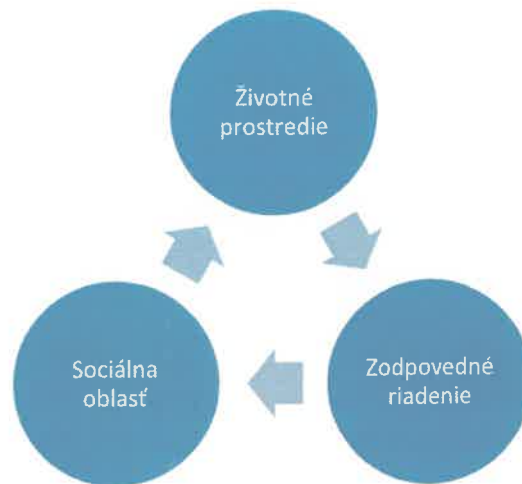 Životné
prostredie
Zodpovedné
riadenie
Sociálna
oblasť